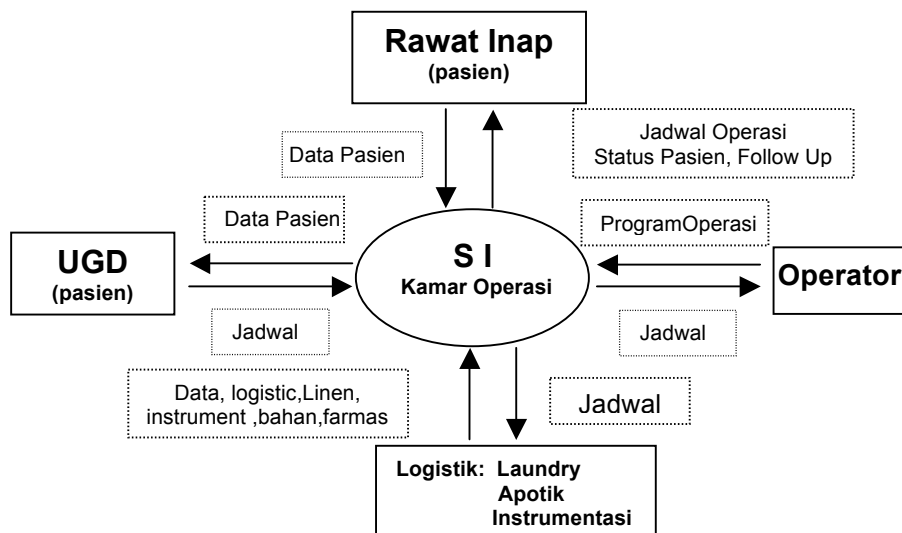 Rawat Inap
(pasien)
Data Pasien
Jadwal Operasi
Status Pasien, Follow Up
Data Pasien
ProgramOperasi
UGD
(pasien)
S I
Kamar Operasi
Operator
Jadwal
Jadwal
Data, logistic,Linen,
instrument ,bahan,farmas
Jadwal
Logistik: Laundry
Apotik
Instrumentasi